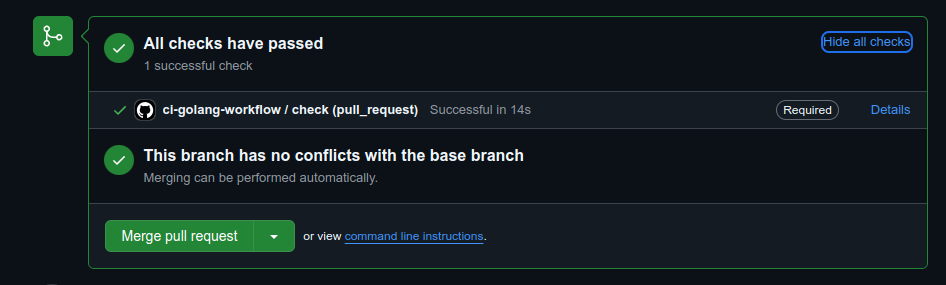 All checks have passed
Hide all checks
1 successful check
ci-golang-workflow / check (pull_request) Successful in 14s Required Details
This branch has no conflicts with the base branch
Merging can be performed automatically.
Merge pull request or view command line instructions.